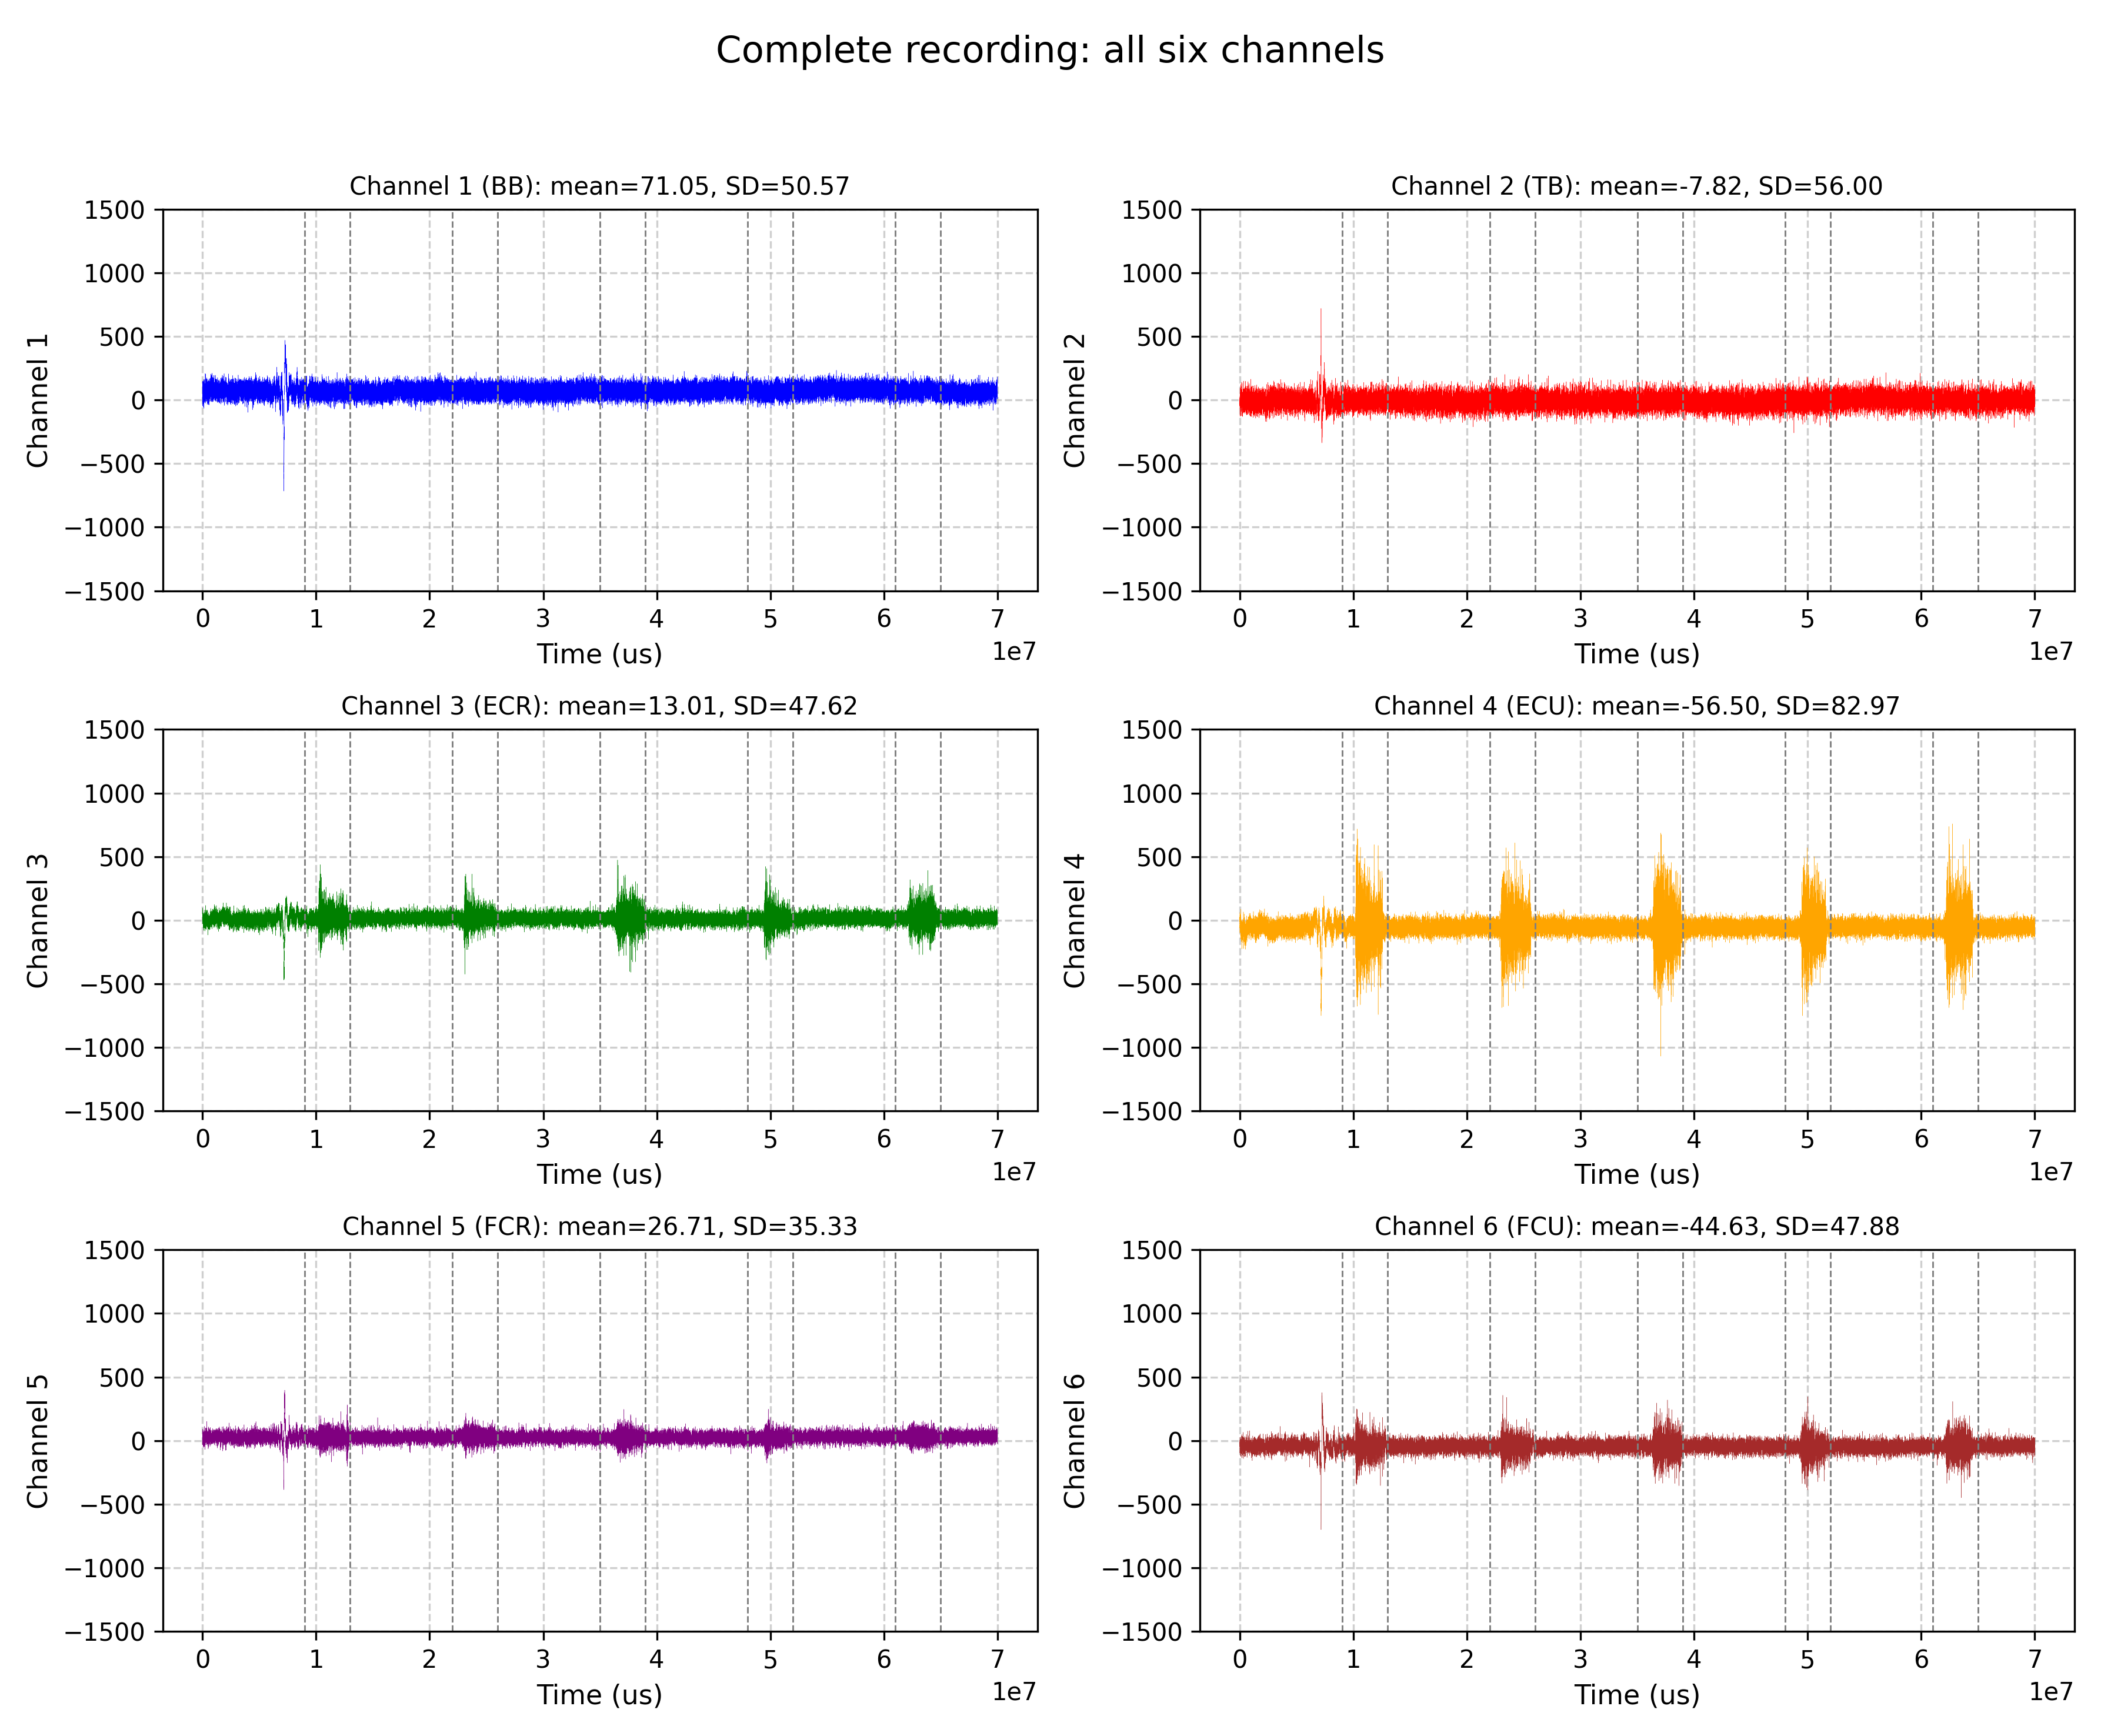 Complete recording: all six channels
Channel 1 (BB): mean=71.05, SD=50.57
Channel 1
1500
1000
500
0
−500
−1000
−1500
0 1 2 3 4 5 6 7
1e7
Time (us)
Channel 2 (TB): mean=-7.82, SD=56.00
Channel 2
1500
1000
500
0
−500
−1000
−1500
0 1 2 3 4 5 6 7
1e7
Time (us)
Channel 3 (ECR): mean=13.01, SD=47.62
Channel 3
1500
1000
500
0
−500
−1000
−1500
0 1 2 3 4 5 6 7
1e7
Time (us)
Channel 4 (ECU): mean=-56.50, SD=82.97
Channel 4
1500
1000
500
0
−500
−1000
−1500
0 1 2 3 4 5 6 7
1e7
Time (us)
Channel 5 (FCR): mean=26.71, SD=35.33
Channel 5
1500
1000
500
0
−500
−1000
−1500
0 1 2 3 4 5 6 7
1e7
Time (us)
Channel 6 (FCU): mean=-44.63, SD=47.88
Channel 6
1500
1000
500
0
−500
−1000
−1500
0 1 2 3 4 5 6 7
1e7
Time (us)